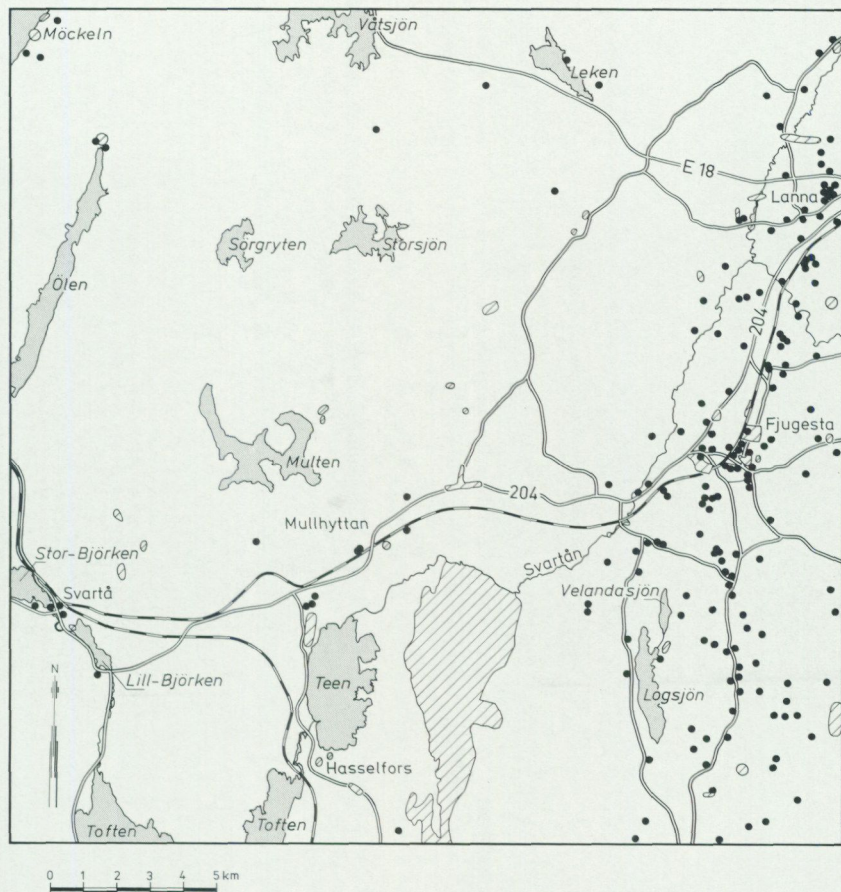 Vätsjön
Möckeln
Leken
E 18
Lanna
Sörgryten
Storsjön
Ölen
204
Fjugesta
Multen
204
Mullhyttan
Stor-Björken
Svartån
Svartå
Velandasjön
N
Lill-Björken
Teen
Logsjön
Hasselfors
Toften
Toften
0 1 2 3 4 5 km